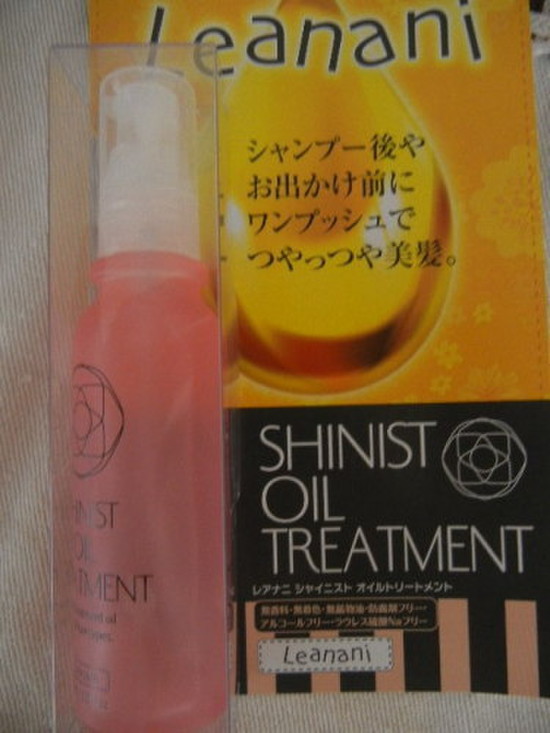 Leanani
シャンプー後や
お出かけ前に
ワンプッシュで
つやっつや美髪。
SHINIST
OIL
TREATMENT
レアナニ シャイニスト オイルトリートメント
無香料・無着色・無鉱物油・防腐剤フリー・
アルコールフリー・ラウレス硫酸Naフリー
Leanani
HINIST
OIL
ATMENT
oil